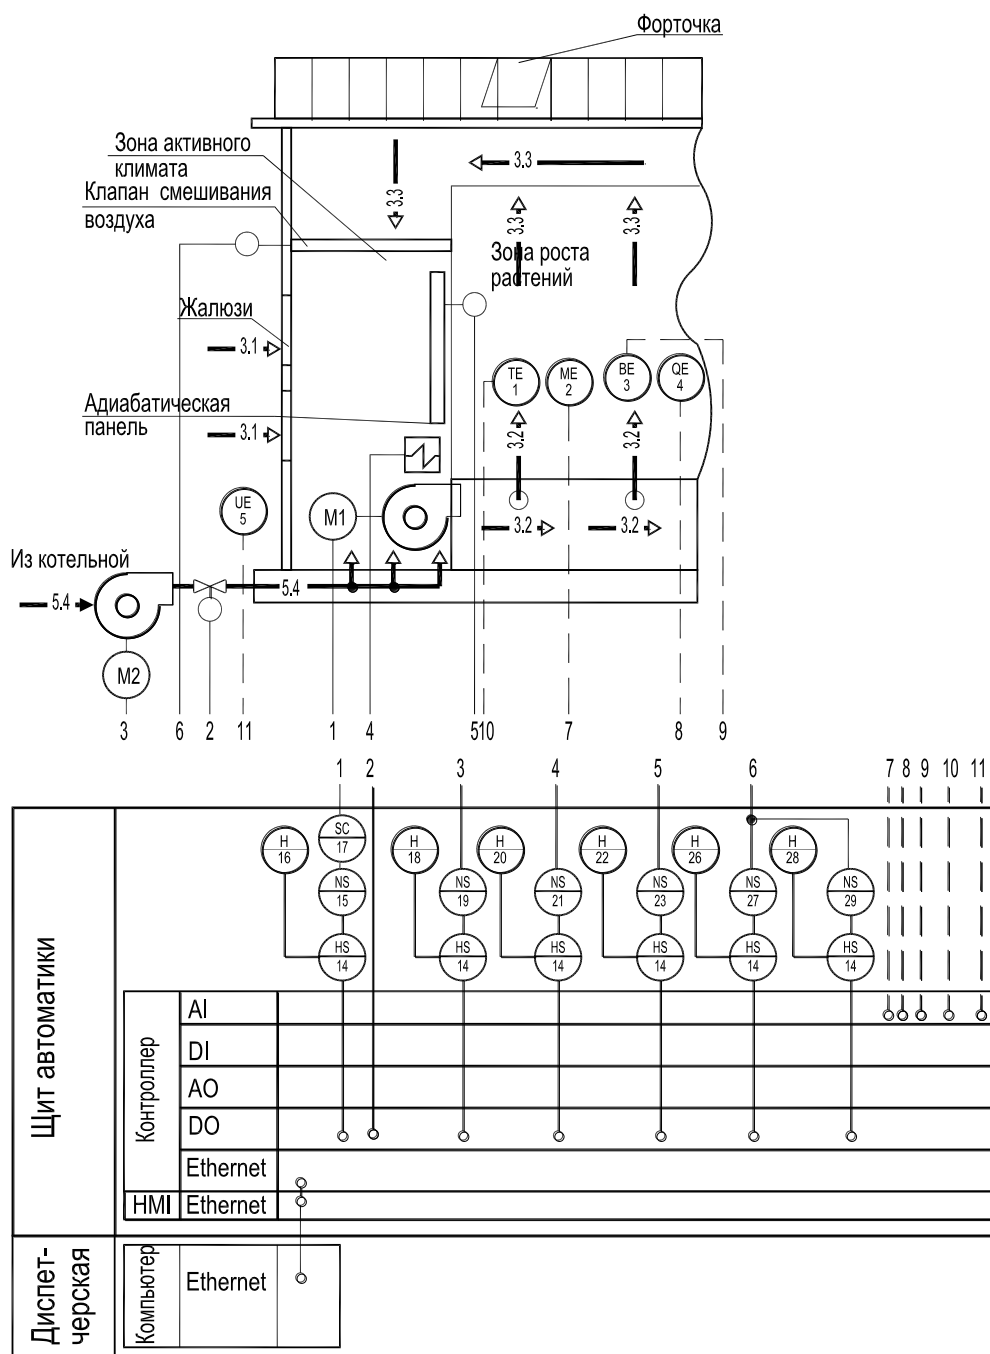 Форточка
Зона активного
климата
Клапан смешивания
воздуха
3.3
3.3
3.3
3.3
Зона роста
растений
Жалюзи
3.1
TE
1
ME
2
BE
3
QE
4
Адиабатическая
панель
3.1
3.2
3.2
UE
5
M1
3.2
3.2
Из котельной
5.4
5.4
M2
3 6 2 11 1 4 510 7 8 9
1 2 3 4 5 6 7 8 9 10 11
SC
17
H
16
H
18
H
20
H
22
H
26
H
28
NS
15
NS
19
NS
21
NS
23
NS
27
NS
29
HS
14
HS
14
HS
14
HS
14
HS
14
HS
14
Щит автоматики
Контроллер
AI
DI
AO
DO
Ethernet
HMI Ethernet
Диспет-
черская
Компьютер
Ethernet